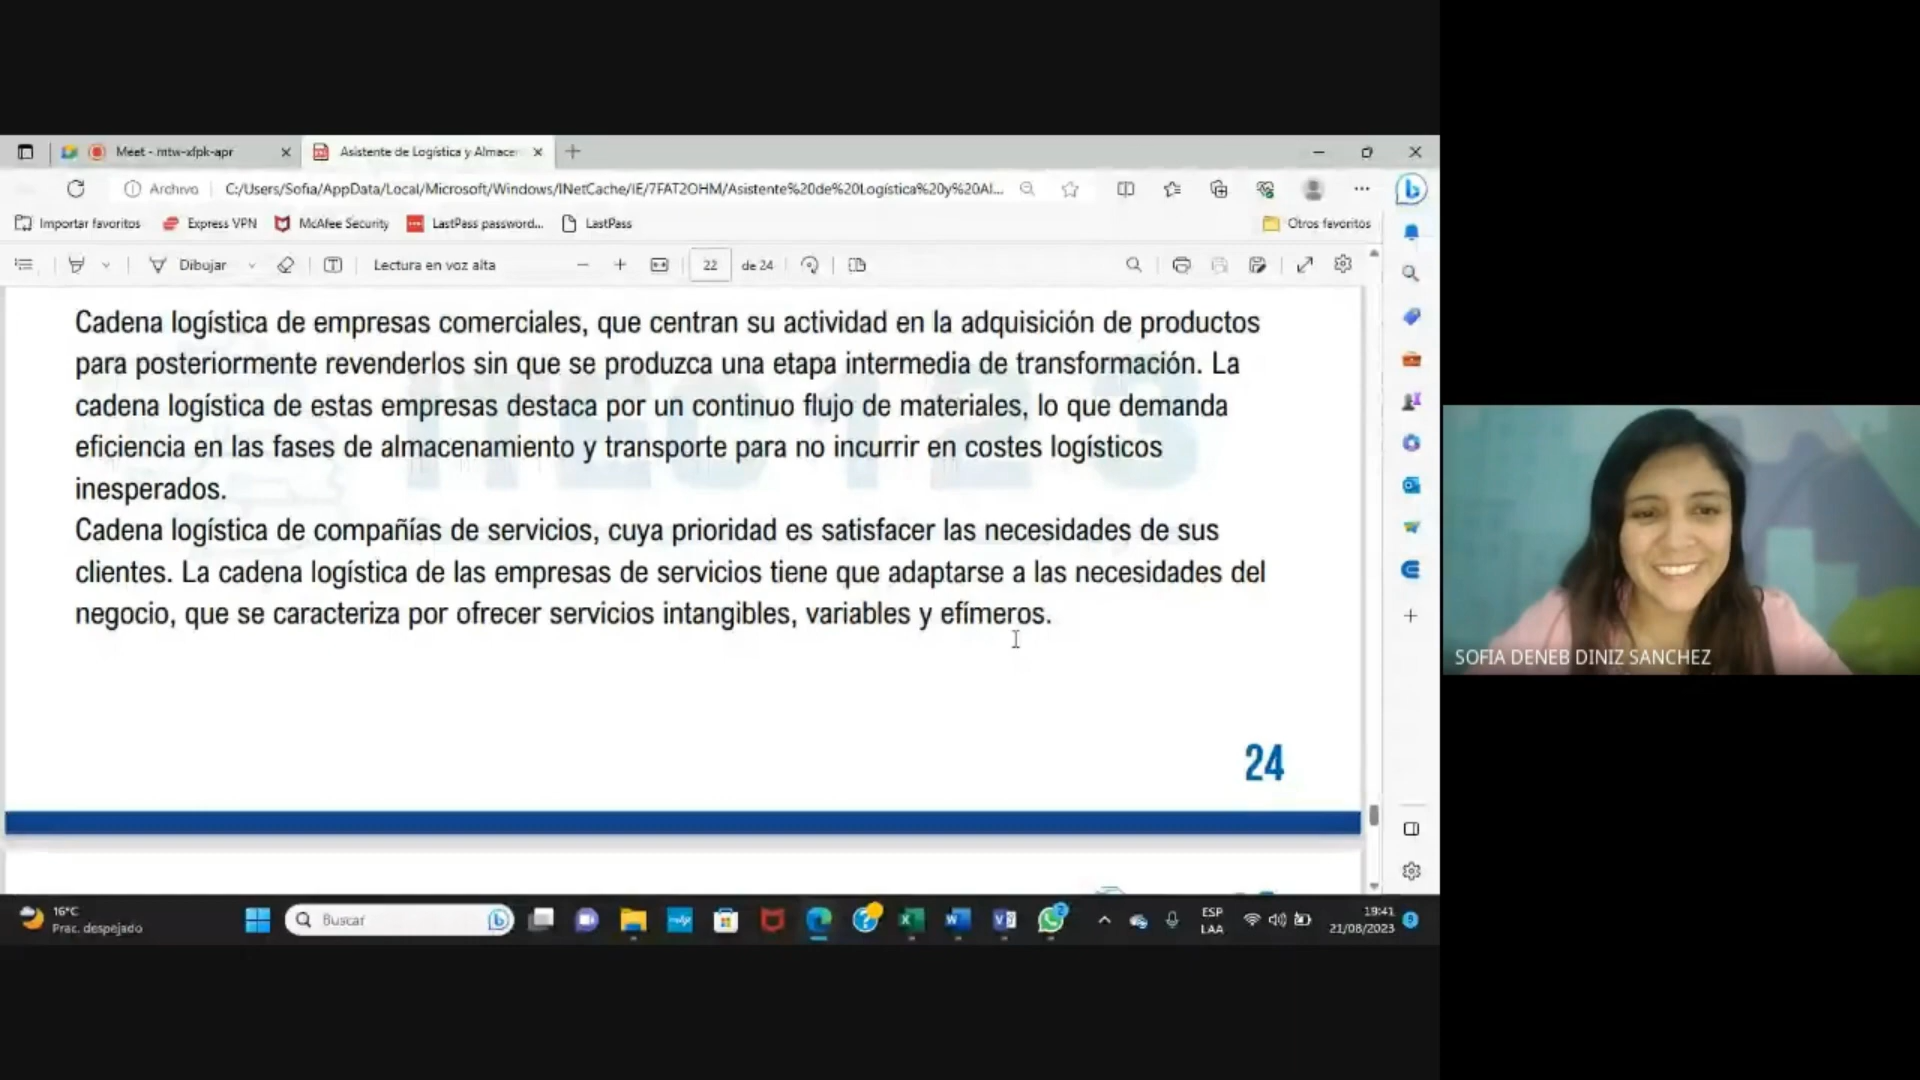 Meet - mtw-xfpk-apr
Asistente de Logística y Almacer
Archivo
C:/Users/Sofia/AppData/Local/Microsoft/Windows/INetCache/IE/7FAT2OHM/Asistente%20de%20Logística%20y%20Al...
Importar favoritos
Express VPN
McAfee Security
LastPass password...
LastPass
Otros favoritos
Dibujar
Lectura en voz alta
22
de 24
Cadena logística de empresas comerciales, que centran su actividad en la adquisición de productos
para posteriormente revenderlos sin que se produzca una etapa intermedia de transformación. La
cadena logística de estas empresas destaca por un continuo flujo de materiales, lo que demanda
eficiencia en las fases de almacenamiento y transporte para no incurrir en costes logísticos
inesperados.
Cadena logística de compañías de servicios, cuya prioridad es satisfacer las necesidades de sus
clientes. La cadena logística de las empresas de servicios tiene que adaptarse a las necesidades del
negocio, que se caracteriza por ofrecer servicios intangibles, variables y efímeros.
24
SOFIA DENEB DINIZ SANCHEZ
16°C
Prac. despejado
Buscar
ESP
LAA
19:41
21/08/2023